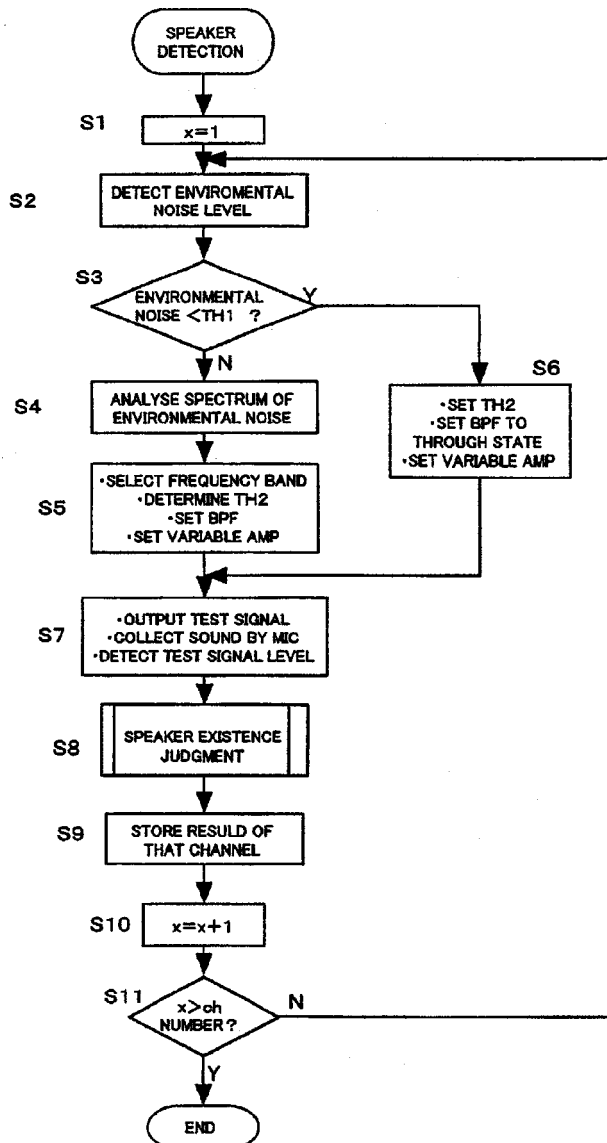 SPEAKER
DETECTION
S1
x=1
S2
DETECT ENVIROMENTAL
NOISE LEVEL
S3
ENVIRONMENTAL
NOISE <TH1 ?
Y
N
S4
ANALYSE SPECTRUM OF
ENVIRONMENTAL NOISE
S6
・SET TH2
・SET BPF TO
THROUGH STATE
・SET VARIABLE AMP
S5
・SELECT FREQUENCY BAND
・DETERMINE TH2
・SET BPF
・SET VARIABLE AMP
S7
・OUTPUT TEST SIGNAL
・COLLECT SOUND BY MIC
・DETECT TEST SIGNAL LEVEL
S8
SPEAKER EXISTENCE
JUDGMENT
S9
STORE RESULD OF
THAT CHANNEL
S10
x=x+1
S11
x>ch
NUMBER?
N
Y
END